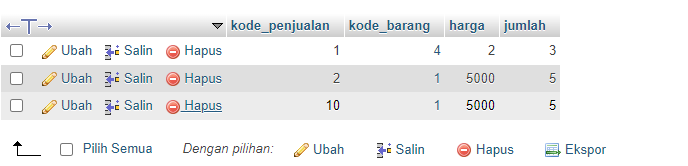 kode_penjualan kode_barang harga jumlah
Ubah Salin Hapus 1 4 2 3
Ubah Salin Hapus 2 1 5000 5
Ubah Salin Hapus 10 1 5000 5
Pilih Semua Dengan pilihan: Ubah Salin Hapus Ekspor